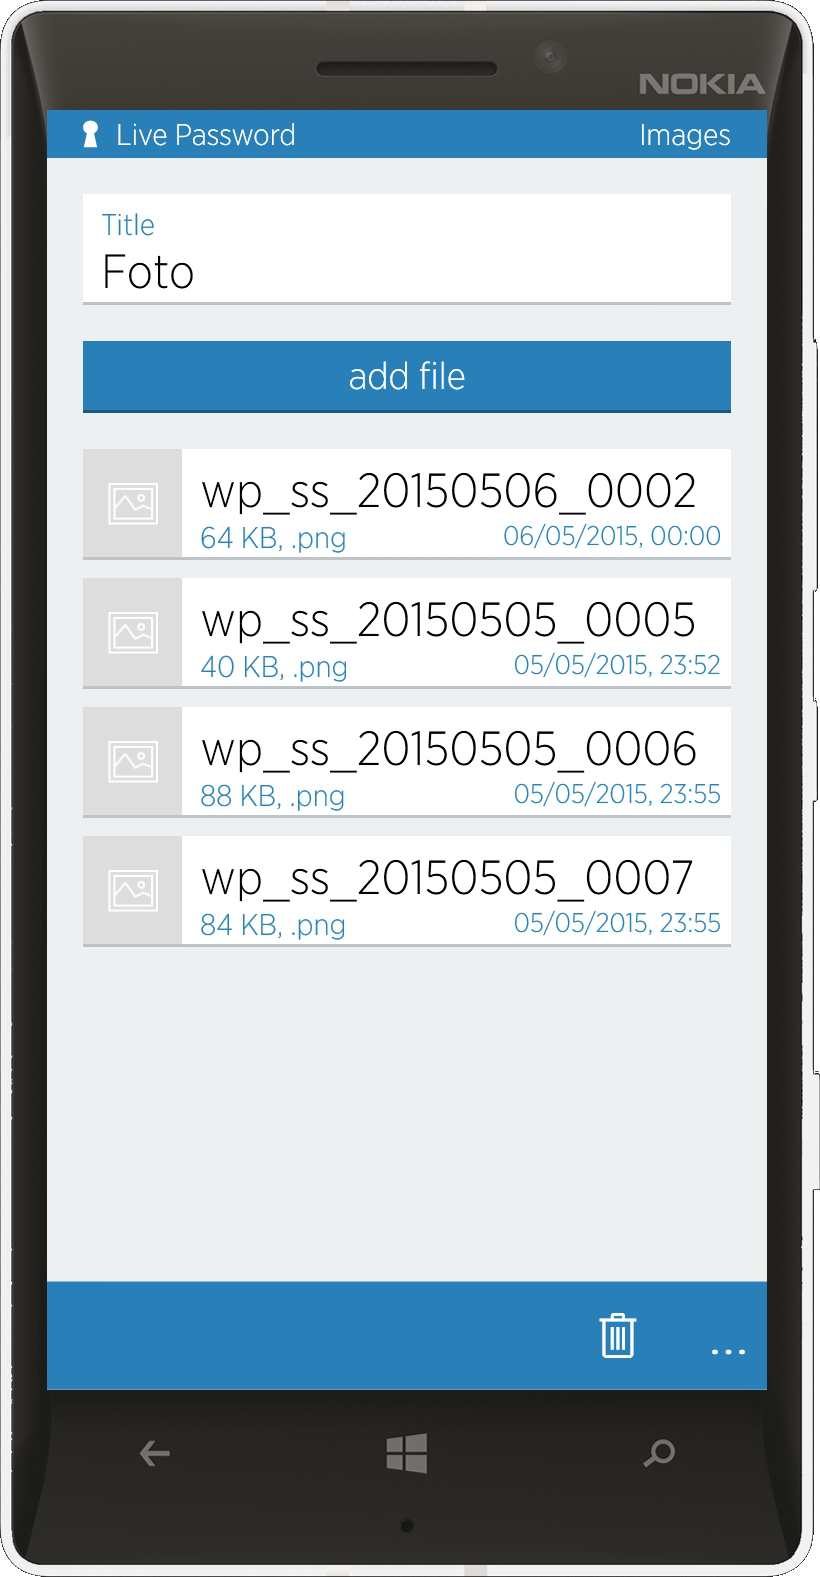 NOKIA
Live Password Images
Title
Foto
add file
wp_ss_20150506_0002
64 KB, .png 06/05/2015, 00:00
wp_ss_20150505_0005
40 KB, .png 05/05/2015, 23:52
wp_ss_20150505_0006
88 KB, .png 05/05/2015, 23:55
wp_ss_20150505_0007
84 KB, .png 05/05/2015, 23:55
...